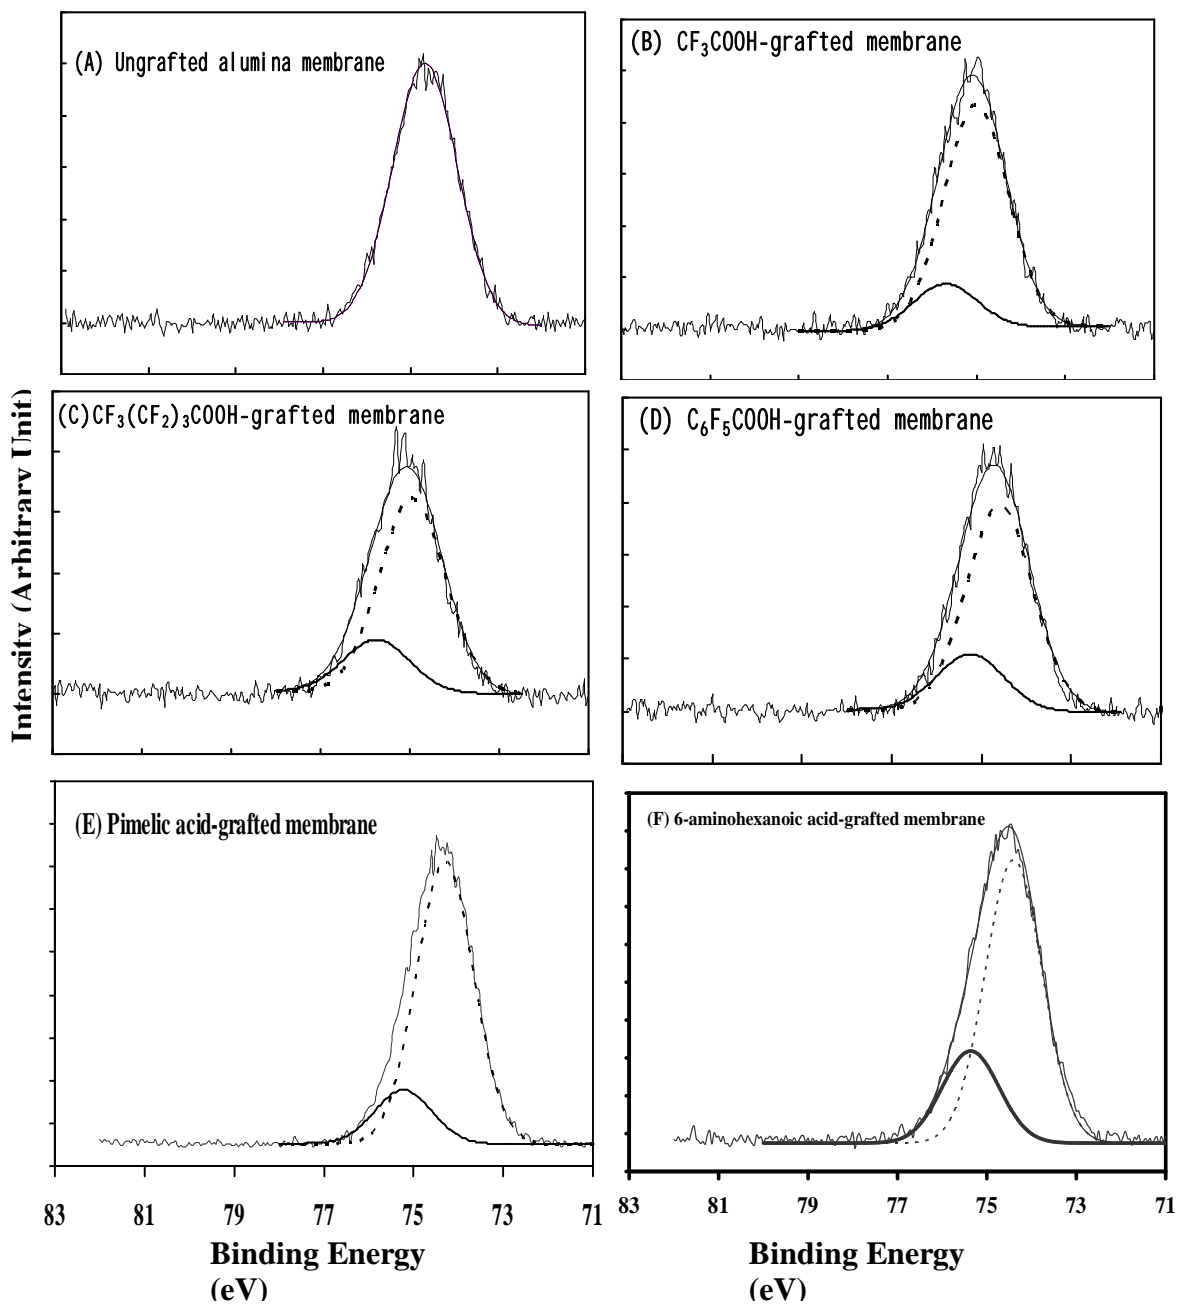 (A) Ungrafted alumina membrane
(B) CF₃COOH-grafted membrane
(C)CF₃(CF₂)₃COOH-grafted membrane
(D) C₆F₅COOH-grafted membrane
Intensity (Arbitrary Unit)
(E) Pimelic acid-grafted membrane
(F) 6-aminohexanoic acid-grafted membrane
83 81 79 77 75 73 71
83 81 79 77 75 73 71
Binding Energy
(eV)
Binding Energy
(eV)